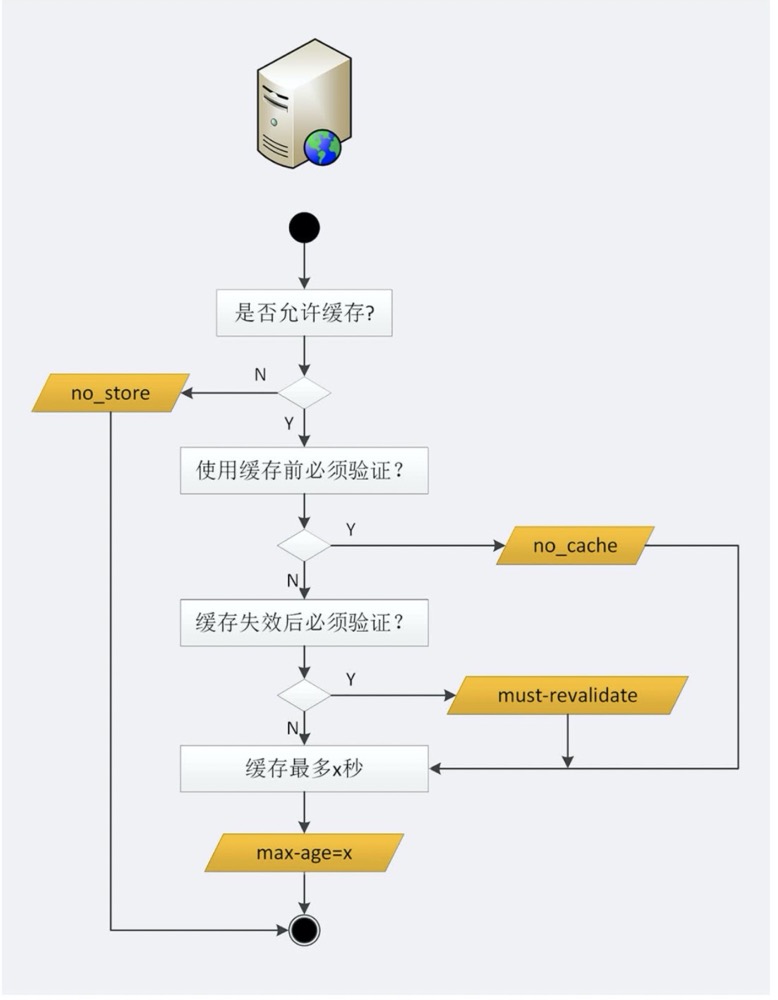 是否允许缓存?
N
no_store
Y
使用缓存前必须验证?
Y
no_cache
N
缓存失效后必须验证?
Y
must-revalidate
N
缓存最多x秒
max-age=x